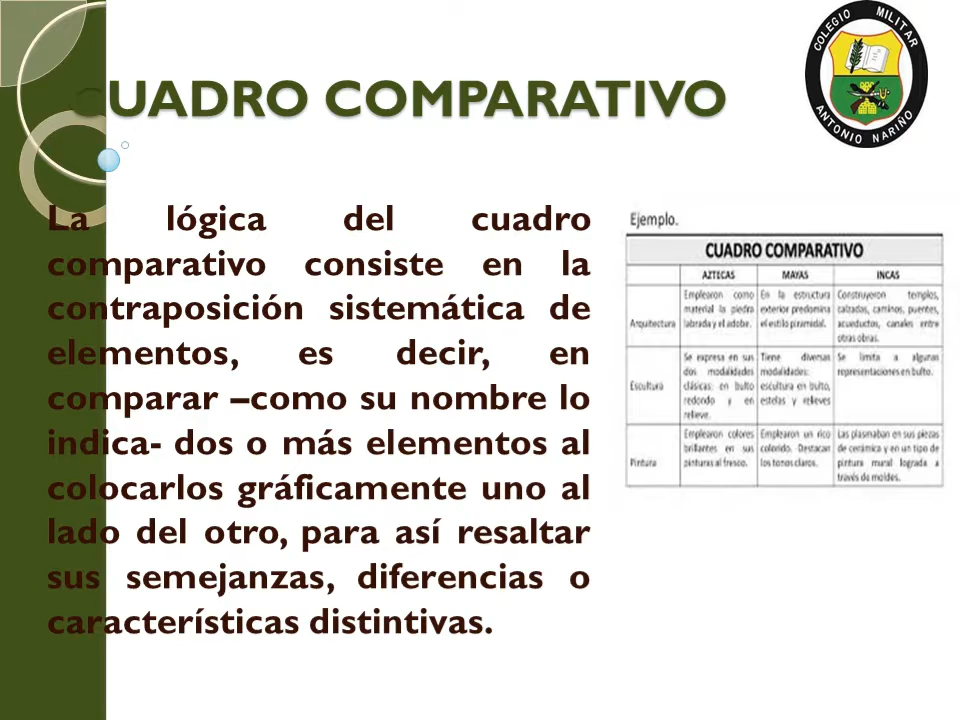 CUADRO COMPARATIVO
COLEGIO MILITAR
ANTONIO NARIÑO
La lógica del cuadro
comparativo consiste en la
contraposición sistemática de
elementos, es decir, en
comparar –como su nombre lo
indica- dos o más elementos al
colocarlos gráficamente uno al
lado del otro, para así resaltar
sus semejanzas, diferencias o
características distintivas.
Ejemplo.
CUADRO COMPARATIVO
AZTECAS MAYAS INCAS
Arquitectura
Emplearon como
material la piedra
labrada y el adobe.
En la estructura
exterior predomina
el estilo piramidal.
Construyeron templos,
calzadas, caminos, puentes,
acueductos, canales entre
otras obras.
Escultura
Se expresa en sus
dos modalidades
clásicas: en bulto
redondo y en
relieve.
Tiene diversas
modalidades:
escultura en bulto,
estelas y relieves
Se limita a algunas
representaciones en bulto.
Pintura
Emplearon colores
brillantes en sus
pinturas al fresco.
Emplearon un rico
colorido. Destacan
los tonos claros.
Las plasmaban en sus piezas
de cerámica y en un tipo de
pintura mural lograda a
través de moldes.